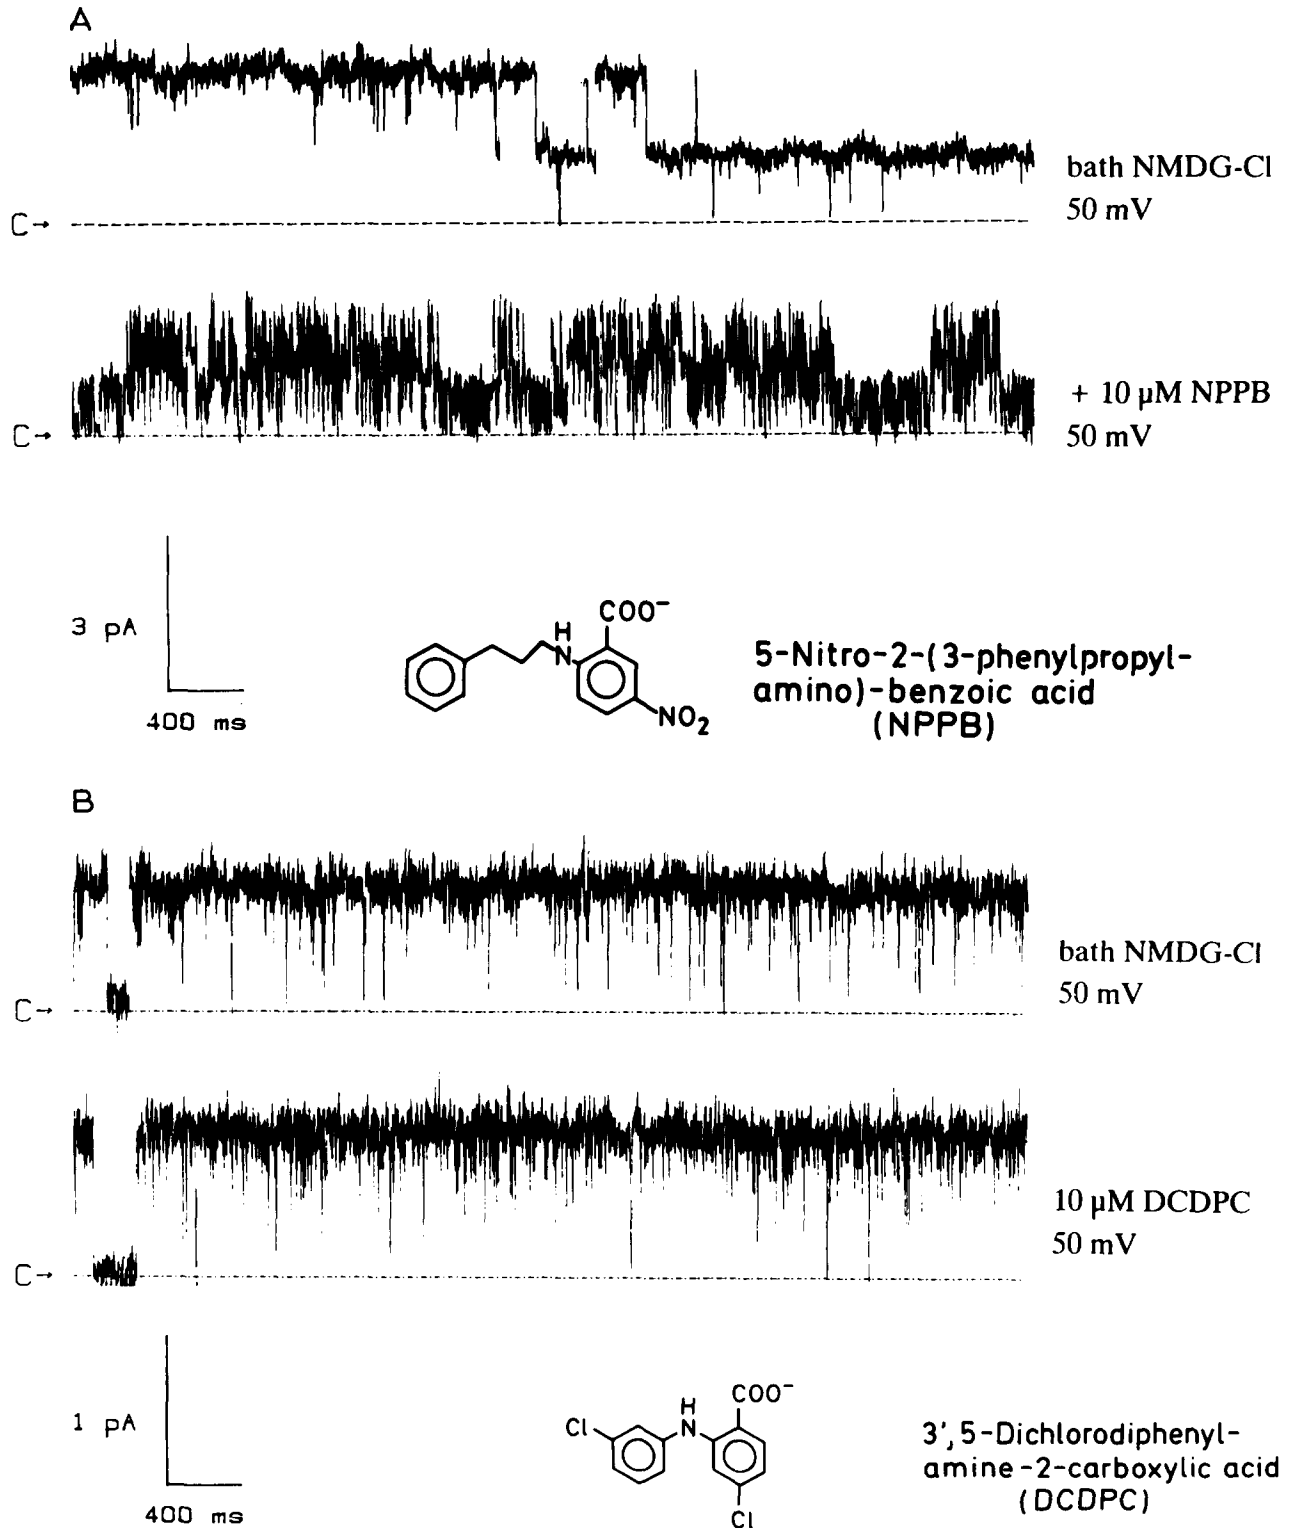 A
bath NMDG-Cl
50 mV
C→
+ 10 µM NPPB
50 mV
C→
3 pA
400 ms
COO⁻
H
N
NO₂
5-Nitro-2-(3-phenylpropyl-
amino)-benzoic acid
(NPPB)
B
bath NMDG-Cl
50 mV
C→
10 µM DCDPC
50 mV
C→
1 pA
400 ms
COO⁻
H
N
Cl
Cl
3',5-Dichlorodiphenyl-
amine-2-carboxylic acid
(DCDPC)